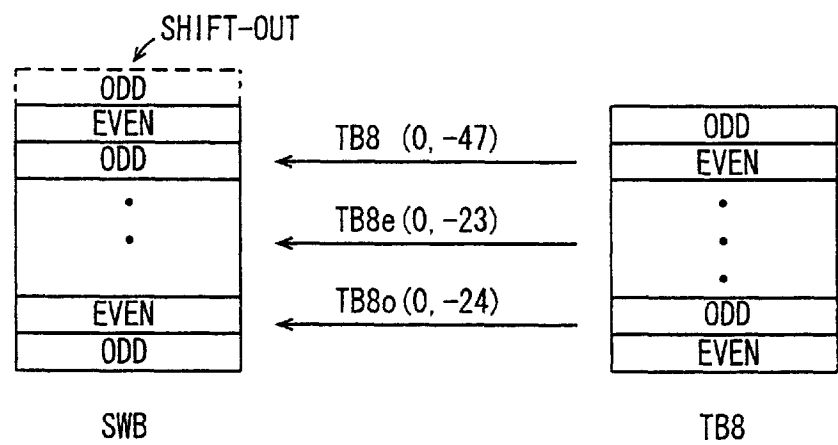 SHIFT-OUT
ODD
EVEN
ODD
EVEN
ODD
SWB
TB8 (0, -47)
TB8e (0, -23)
TB8o (0, -24)
ODD
EVEN
ODD
EVEN
TB8